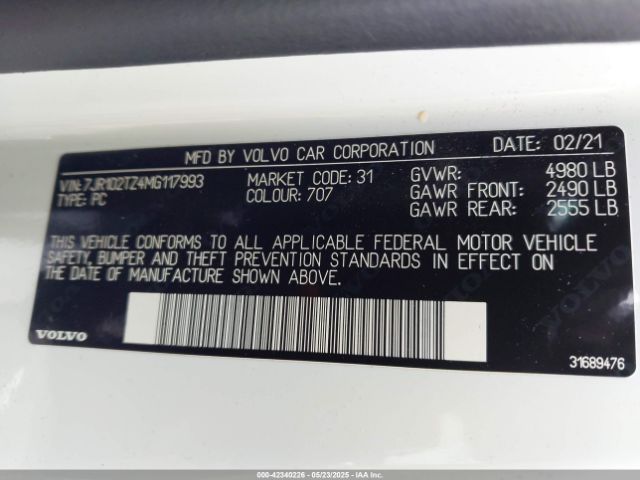 MFD BY VOLVO CAR CORPORATION DATE: 02/21
VIN: 7JR102TZ4MG117993 MARKET CODE: 31 GVWR: 4980 LB
TYPE: PC COLOUR: 707 GAWR FRONT: 2490 LB
GAWR REAR: 2555 LB
THIS VEHICLE CONFORMS TO ALL APPLICABLE FEDERAL MOTOR VEHICLE
SAFETY, BUMPER AND THEFT PREVENTION STANDARDS IN EFFECT ON
THE DATE OF MANUFACTURE SHOWN ABOVE.
VOLVO
31689476
000-42340226 - 05/23/2025 - IAAI.COM